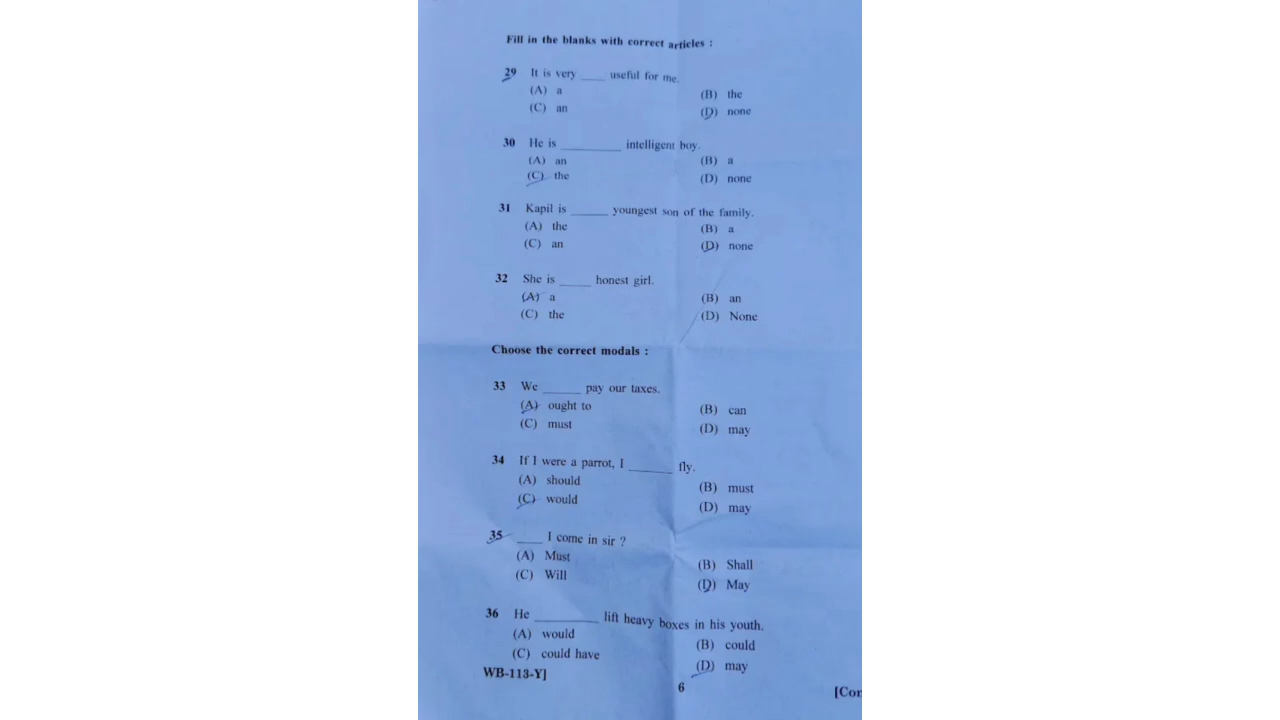 Fill in the blanks with correct articles :
29 It is very ____ useful for me.
(A) a (B) the
(C) an (D) none
30 He is __________ intelligent boy.
(A) an (B) a
(C) the (D) none
31 Kapil is ______ youngest son of the family.
(A) the (B) a
(C) an (D) none
32 She is _____ honest girl.
(A) a (B) an
(C) the (D) None
Choose the correct modals :
33 We ______ pay our taxes.
(A) ought to (B) can
(C) must (D) may
34 If I were a parrot, I _______ fly.
(A) should (B) must
(C) would (D) may
35 ____ I come in sir ?
(A) Must (B) Shall
(C) Will (D) May
36 He __________ lift heavy boxes in his youth.
(A) would (B) could
(C) could have (D) may
WB-113-Y]
6